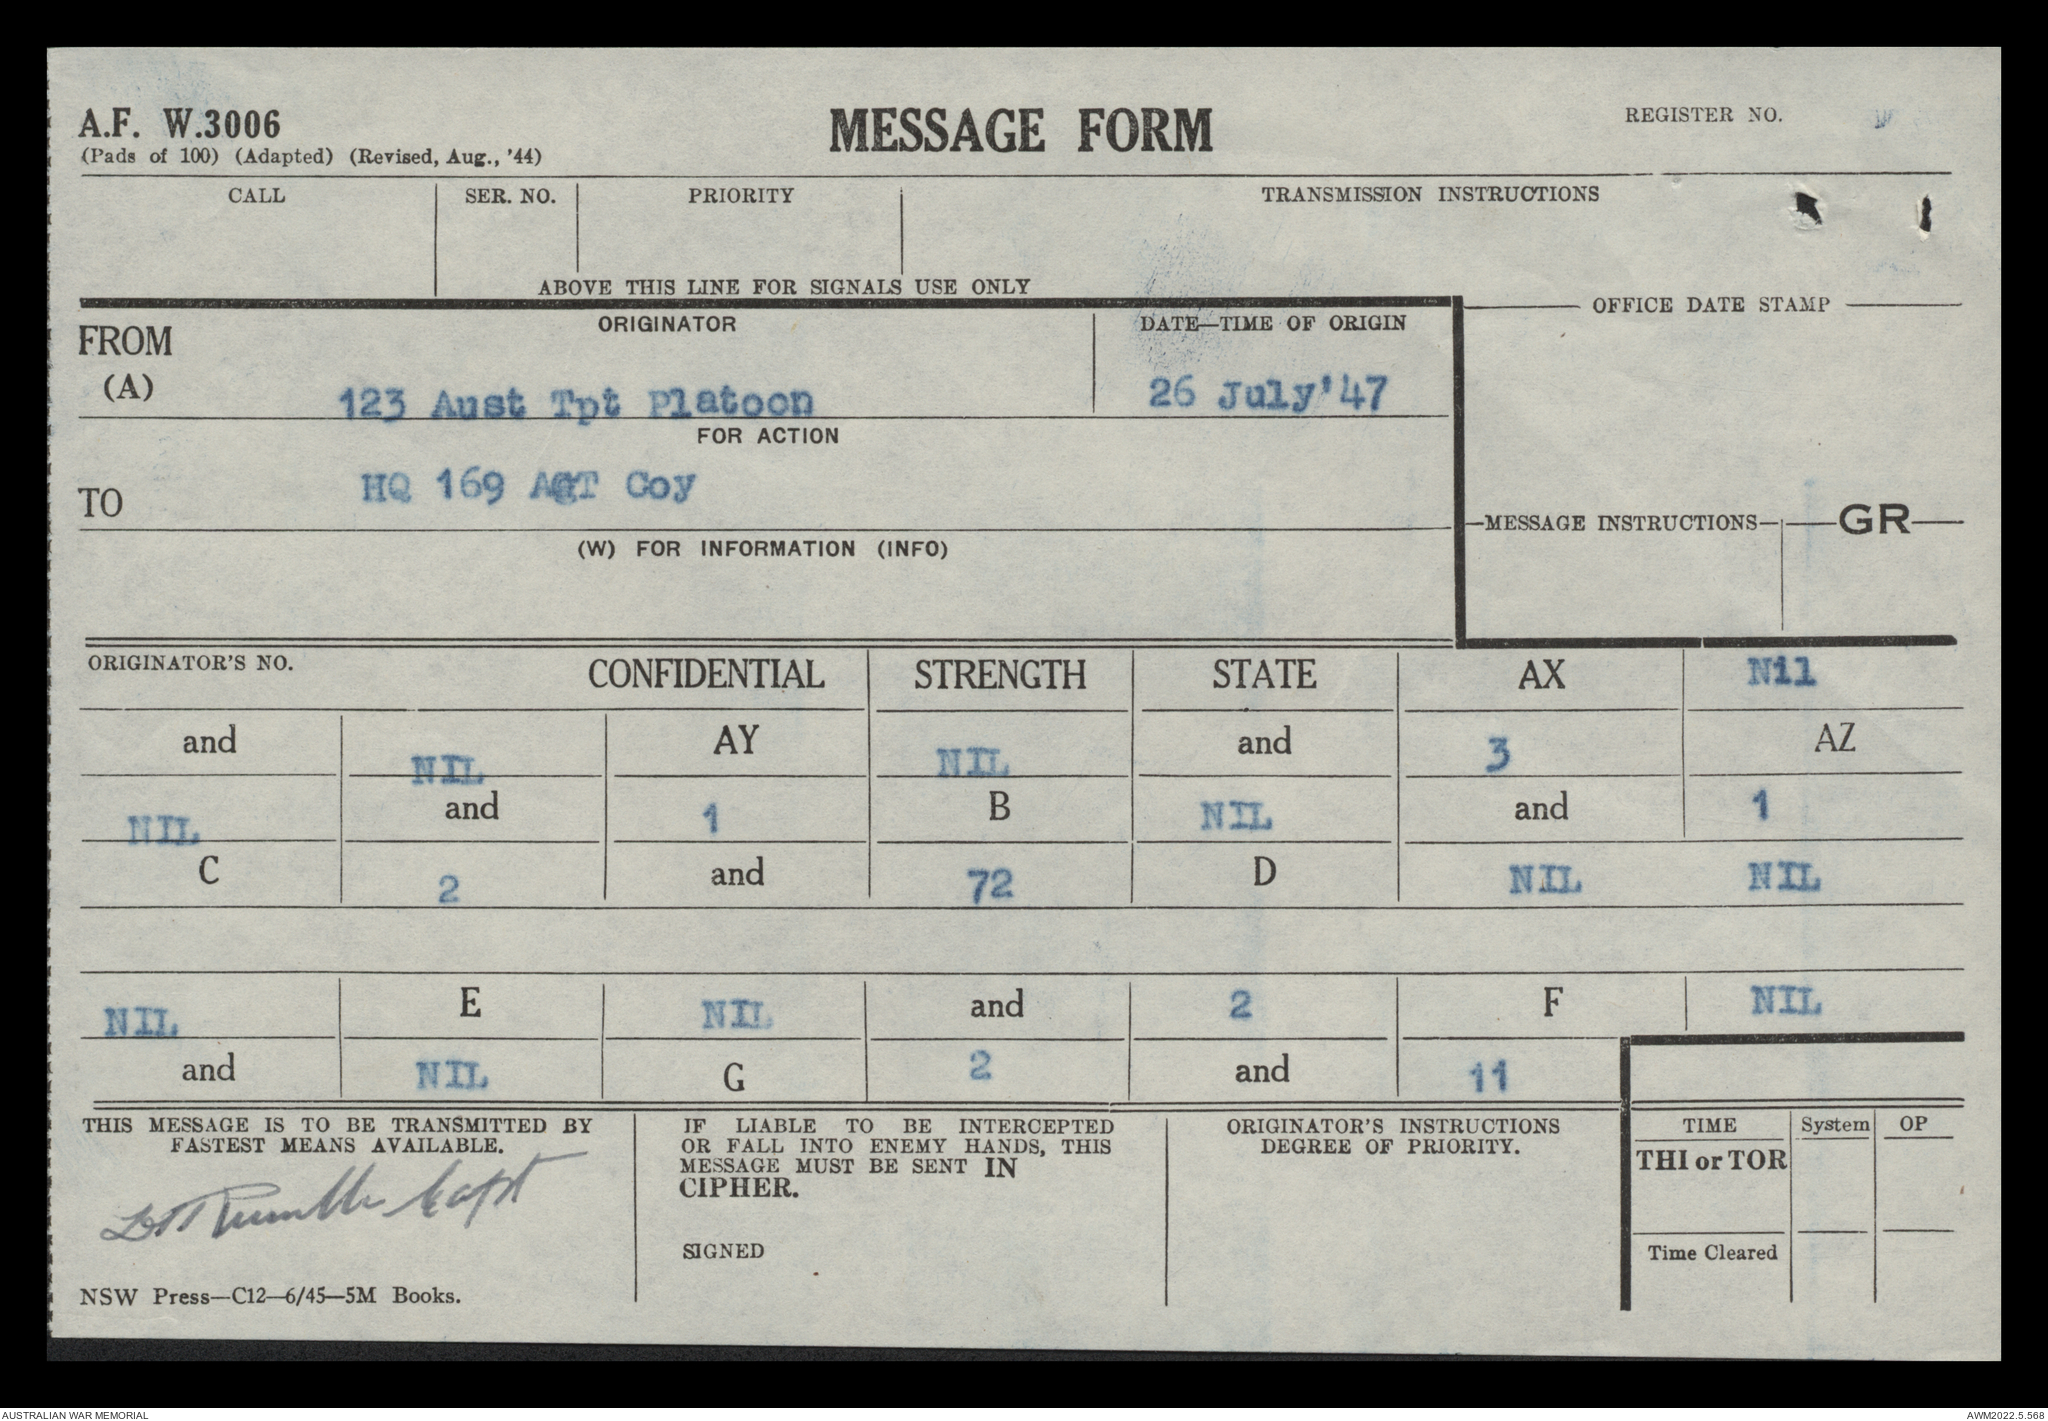 A.F. W.3006
MESSAGE FORM
REGISTER NO.
(Pads of 100) (Adapted) (Revised, Aug., '44)
CALL SER. NO. PRIORITY TRANSMISSION INSTRUCTIONS
ABOVE THIS LINE FOR SIGNALS USE ONLY
FROM
(A)
ORIGINATOR
123 Aust Tpt Platoon
DATE—TIME OF ORIGIN
26 July'47
OFFICE DATE STAMP
FOR ACTION
TO
HQ 169 AGT Coy
(W) FOR INFORMATION (INFO)
MESSAGE INSTRUCTIONS GR
ORIGINATOR'S NO. CONFIDENTIAL STRENGTH STATE AX Nil
and NIL AY NIL and 3 AZ
NIL and 1 B NIL and 1
C 2 and 72 D NIL NIL
NIL E NIL and 2 F NIL
and NIL G 2 and 11
THIS MESSAGE IS TO BE TRANSMITTED BY
FASTEST MEANS AVAILABLE.
Capt
NSW Press—C12—6/45—5M Books.
IF LIABLE TO BE INTERCEPTED
OR FALL INTO ENEMY HANDS, THIS
MESSAGE MUST BE SENT IN
CIPHER.
SIGNED
ORIGINATOR'S INSTRUCTIONS
DEGREE OF PRIORITY.
TIME System OP
THI or TOR
Time Cleared
AUSTRALIAN WAR MEMORIAL
AWM2022.5.568